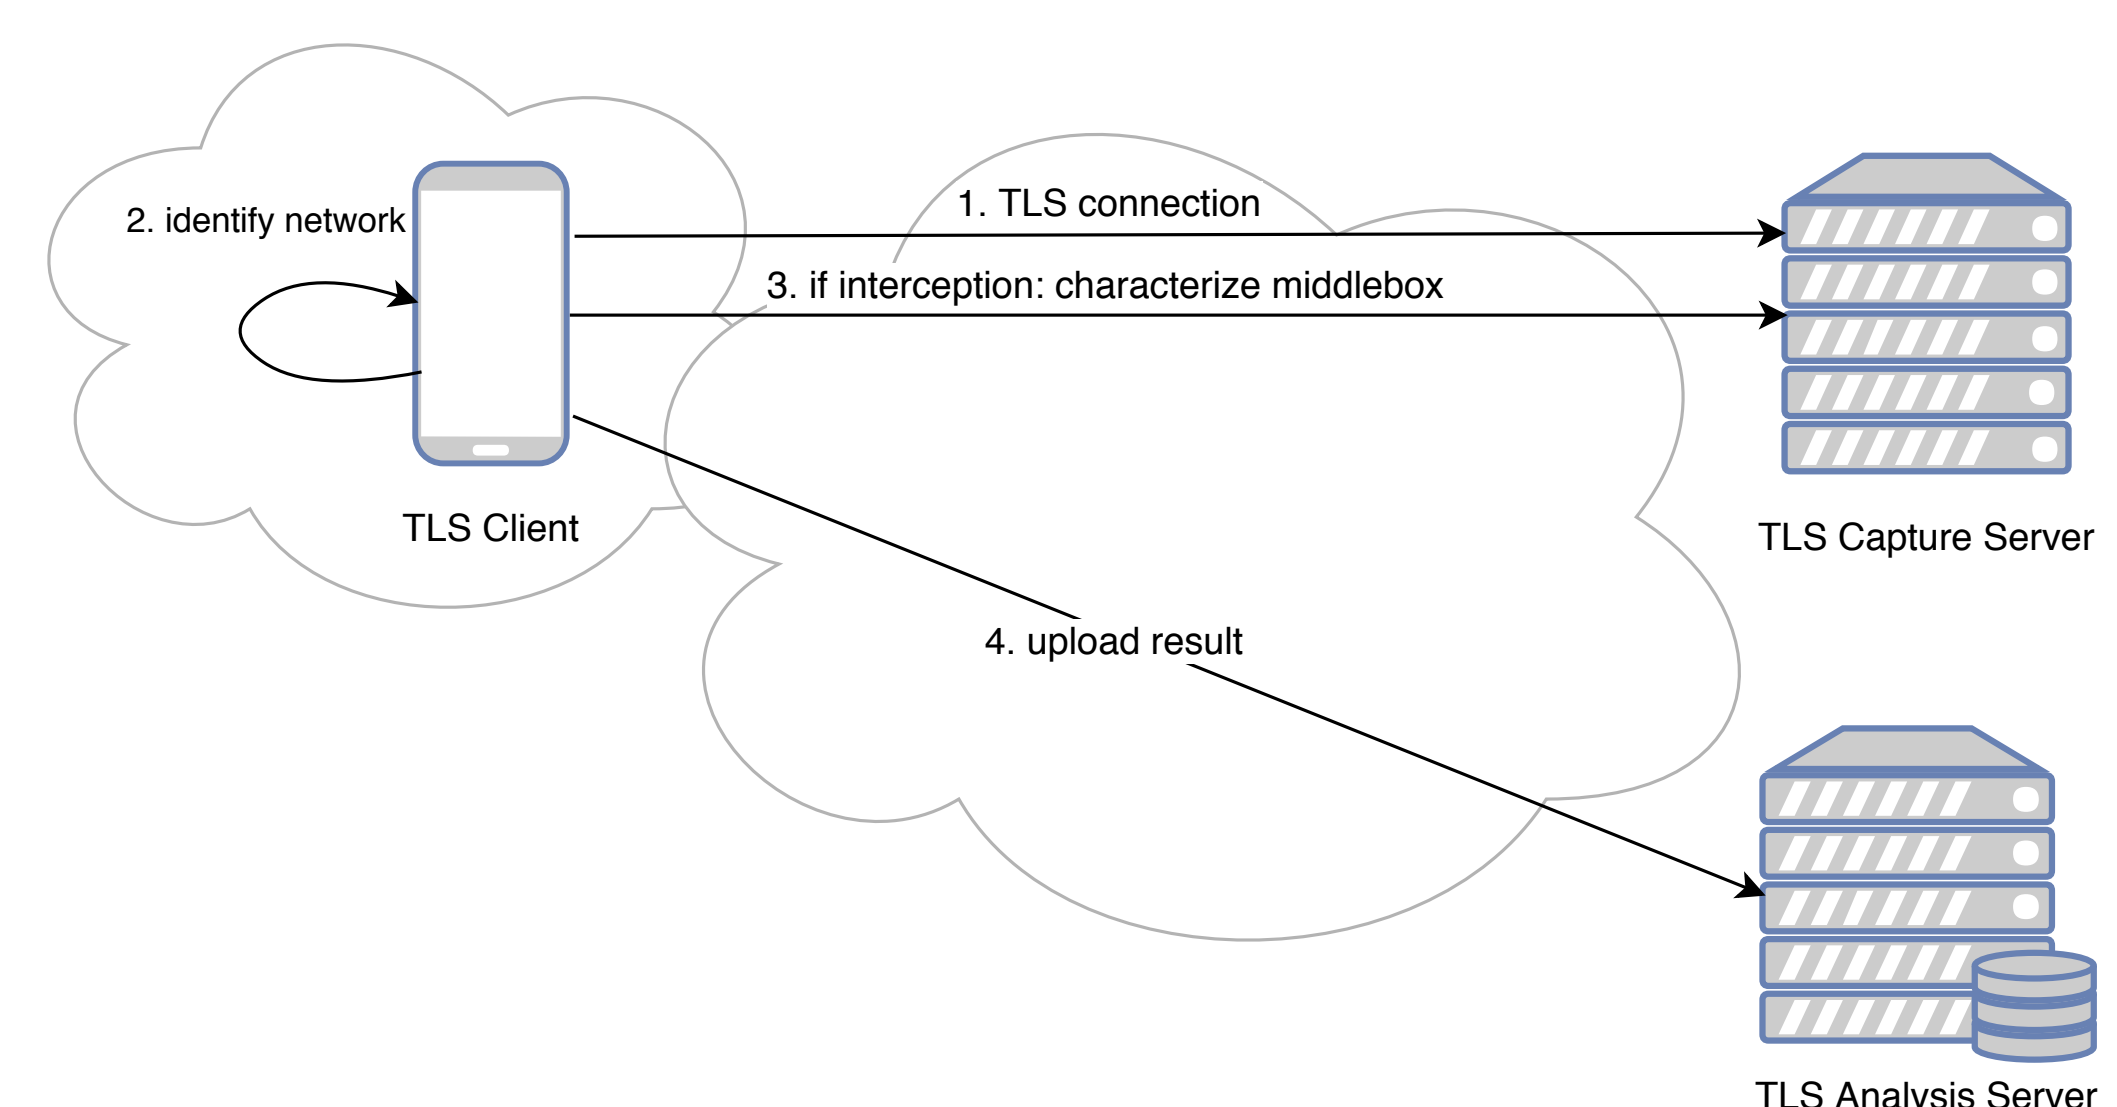 1. TLS connection
2. identify network
3. if interception: characterize middlebox
TLS Client
TLS Capture Server
4. upload result
TLS Analysis Server